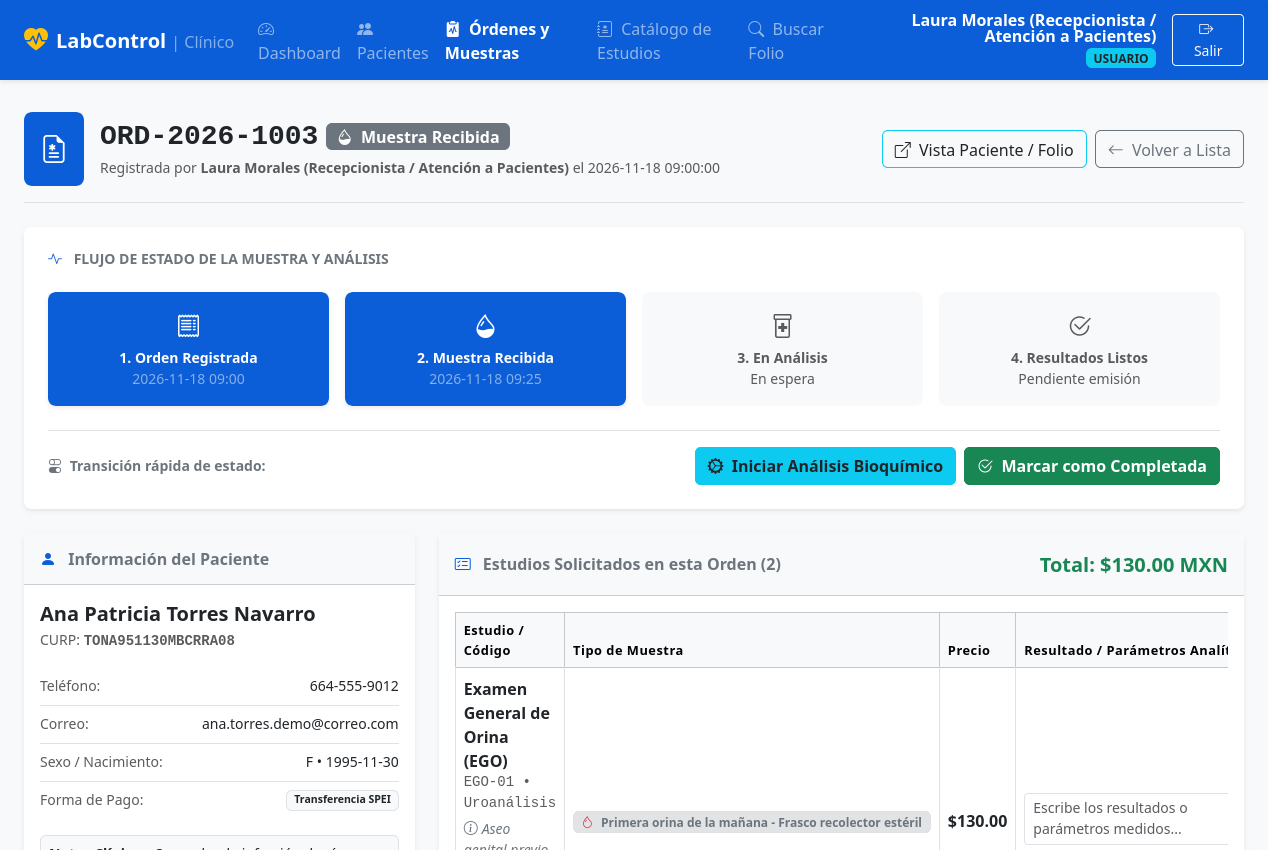 LabControl | Clínico
Dashboard
Pacientes
Órdenes y
Muestras
Catálogo de
Estudios
Buscar
Folio
Laura Morales (Recepcionista /
Atención a Pacientes)
USUARIO
Salir
ORD-2026-1003
Muestra Recibida
Registrada por Laura Morales (Recepcionista / Atención a Pacientes) el 2026-11-18 09:00:00
Vista Paciente / Folio
Volver a Lista
FLUJO DE ESTADO DE LA MUESTRA Y ANÁLISIS
1. Orden Registrada
2026-11-18 09:00
2. Muestra Recibida
2026-11-18 09:25
3. En Análisis
En espera
4. Resultados Listos
Pendiente emisión
Transición rápida de estado:
Iniciar Análisis Bioquímico
Marcar como Completada
Información del Paciente
Ana Patricia Torres Navarro
CURP: TONA951130MBCRRA08
Teléfono: 664-555-9012
Correo: ana.torres.demo@correo.com
Sexo / Nacimiento: F • 1995-11-30
Forma de Pago: Transferencia SPEI
Estudios Solicitados en esta Orden (2)
Total: $130.00 MXN
Estudio /
Código
Tipo de Muestra
Precio
Resultado / Parámetros
Examen
General de
Orina
(EGO)
EGO-01 •
Uroanálisis
Aseo
genital previo
Primera orina de la mañana - Frasco recolector estéril
$130.00
Describe los resultados o
parámetros medidos...